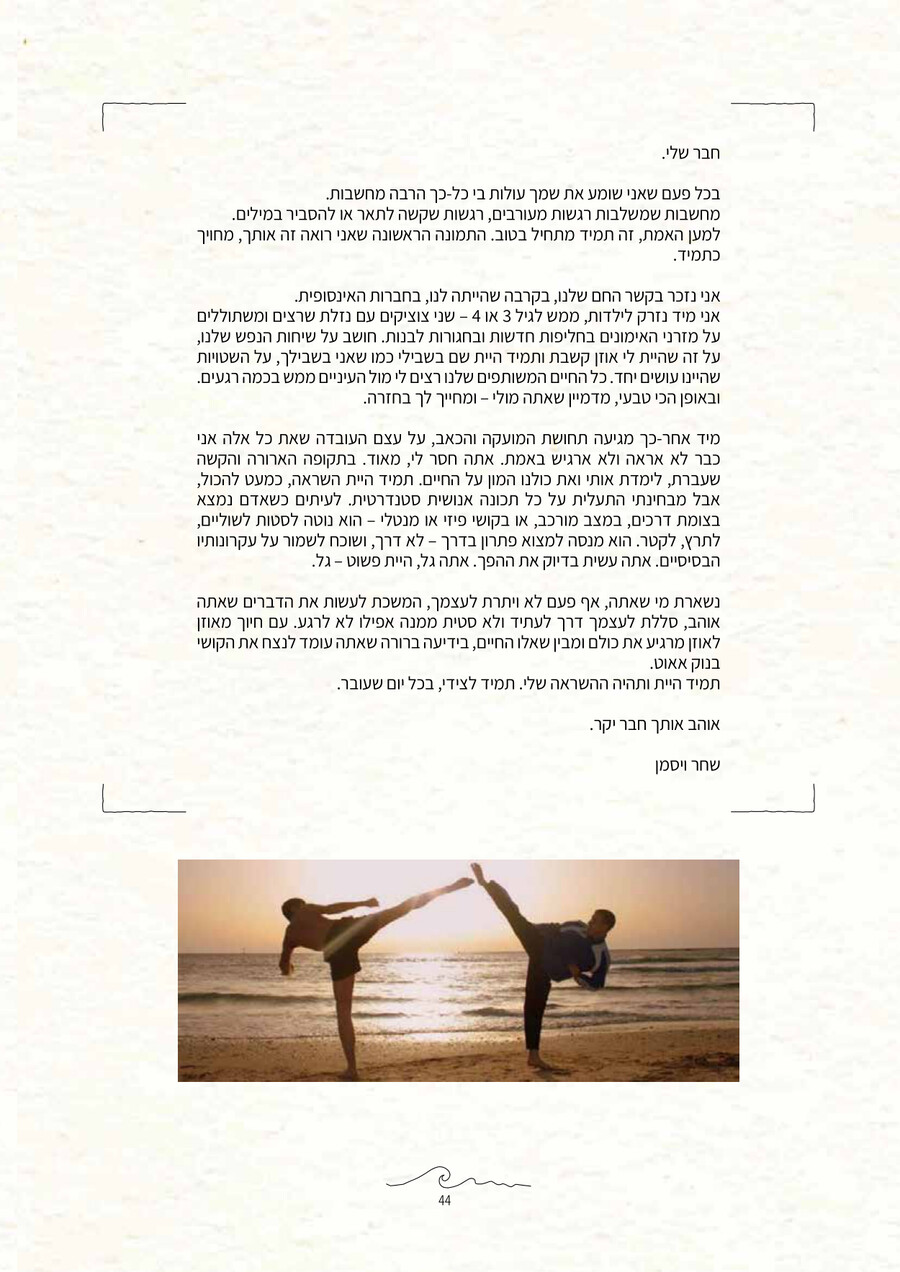 חבר שלי.
בכל פעם שאני שומע את שמך עולות בי כל-כך הרבה מחשבות.
מחשבות שמשלבות רגשות מעורבים, רגשות שקשה לתאר או להסביר במילים.
למען האמת, זה תמיד מתחיל בטוב. התמונה הראשונה שאני רואה זה אותך, מחויך
כתמיד.
אני נזכר בקשר החם שלנו, בקרבה שהייתה לנו, בחברות האינסופית.
אני מיד נזרק לילדות, ממש לגיל 3 או 4 – שני צוציקים עם נזלת שרצים ומשתוללים
על מזרני האימונים בחליפות חדשות ובחגורות לבנות. חושב על שיחות הנפש שלנו,
על זה שהיית לי אוזן קשבת ותמיד היית שם בשבילי כמו שאני בשבילך, על השטויות
שהיינו עושים יחד. כל החיים המשותפים שלנו רצים לי מול העיניים ממש בכמה רגעים.
ובאופן הכי טבעי, מדמיין שאתה מולי – ומחייך לך בחזרה.
מיד אחר-כך מגיעה תחושת המועקה והכאב, על עצם העובדה שאת כל אלה אני
כבר לא אראה ולא ארגיש באמת. אתה חסר לי, מאוד. בתקופה הארורה והקשה
שעברת, לימדת אותי ואת כולנו המון על החיים. תמיד היית השראה, כמעט להכול,
אבל מבחינתי התעלית על כל תכונה אנושית סטנדרטית. לעיתים כשאדם נמצא
בצומת דרכים, במצב מורכב, או בקושי פיזי או מנטלי – הוא נוטה לסטות לשוליים,
לתרץ, לקטר. הוא מנסה למצוא פתרון בדרך – לא דרך, ושוכח לשמור על עקרונותיו
הבסיסיים. אתה עשית בדיוק את ההפך. אתה גל, היית פשוט – גל.
נשארת מי שאתה, אף פעם לא ויתרת לעצמך, המשכת לעשות את הדברים שאתה
אוהב, סללת לעצמך דרך לעתיד ולא סטית ממנה אפילו לא לרגע. עם חיוך מאוזן
לאוזן מרגיע את כולם ומבין שאלו החיים, בידיעה ברורה שאתה עומד לנצח את הקושי
בנוק אאוט.
תמיד היית ותהיה ההשראה שלי. תמיד לצידי, בכל יום שעובר.
אוהב אותך חבר יקר.
שחר ויסמן
44